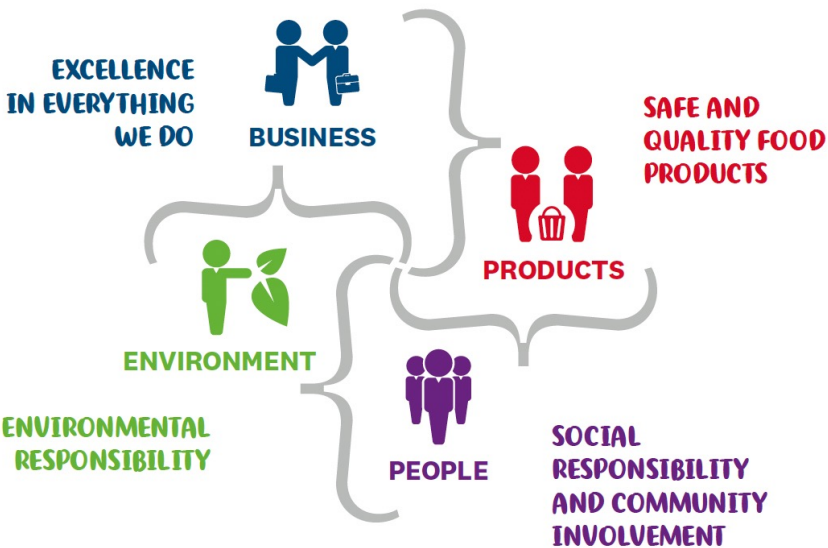 EXCELLENCE
IN EVERYTHING
WE DO
BUSINESS
SAFE AND
QUALITY FOOD
PRODUCTS
PRODUCTS
ENVIRONMENT
ENVIRONMENTAL
RESPONSIBILITY
PEOPLE
SOCIAL
RESPONSIBILITY
AND COMMUNITY
INVOLVEMENT